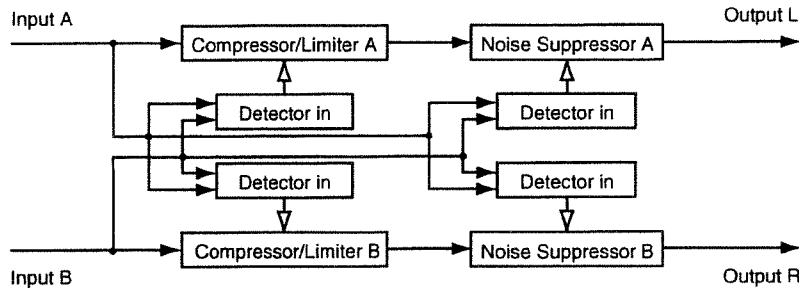 Input A
Output L
Compressor/Limiter A
Noise Suppressor A
Detector in
Detector in
Detector in
Detector in
Compressor/Limiter B
Noise Suppressor B
Input B
Output R